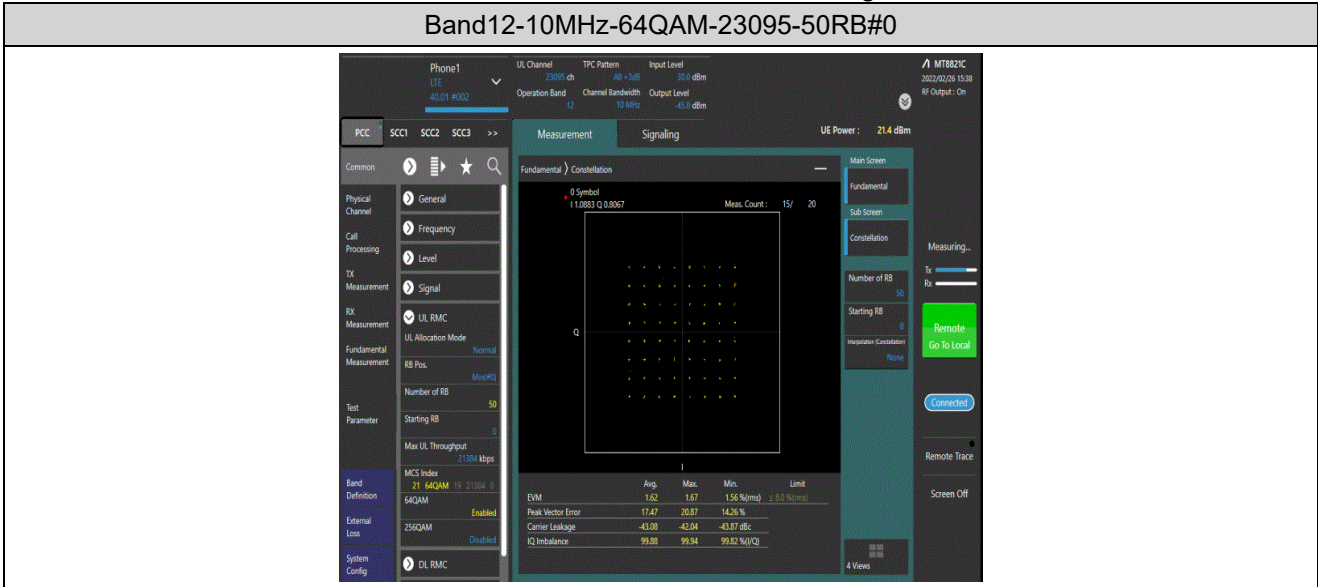 Band12-10MHz-64QAM-23095-50RB#0
Phone1
LTE
40.01 #002
UL Channel
23095 ch
TPC Pattern
All +3dB
Input Level
30.0 dBm
Operation Band
12
Channel Bandwidth
10 MHz
Output Level
-45.0 dBm
MT8821C
2022/02/26 15:38
RF Output : On
PCC SCC1 SCC2 SCC3 >>
Measurement
Signaling
UE Power : 21.4 dBm
Common
Physical
Channel
Call
Processing
TX
Measurement
RX
Measurement
Fundamental
Measurement
Test
Parameter
Band
Definition
External
Loss
System
Config
General
Frequency
Level
Signal
UL RMC
UL Allocation Mode
Normal
RB Pos.
Min(#0)
Number of RB
50
Starting RB
0
Max UL Throughput
21384 kbps
MCS Index
21 64QAM 19 21384 8
64QAM
Enabled
256QAM
Disabled
DL RMC
Fundamental 〉 Constellation
0 Symbol
I 1.0883 Q 0.8067
Meas. Count : 15/ 20
Q
I
Avg. Max. Min. Limit
EVM 1.62 1.67 1.56 %(rms) ≤ 8.0 %(rms)
Peak Vector Error 17.47 20.87 14.26 %
Carrier Leakage -43.08 -42.04 -43.87 dBc
IQ Imbalance 99.88 99.94 99.82 %(I/Q)
Main Screen
Fundamental
Sub Screen
Constellation
Number of RB
50
Starting RB
0
Interpolation (Constellation)
None
4 Views
Measuring...
Tx
Rx
Remote
Go To Local
Connected
Remote Trace
Screen Off